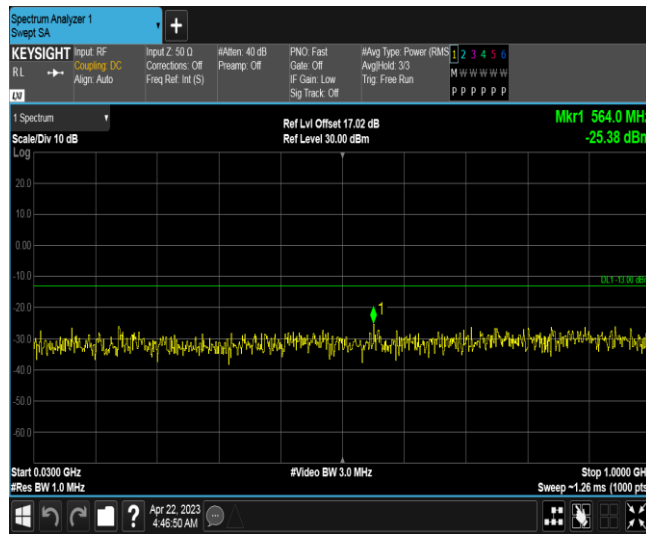 Spectrum Analyzer 1
Swept SA
+
KEYSIGHT
RL
LXI
Input: RF
Coupling: DC
Align: Auto
Input Z: 50 Ω
Corrections: Off
Freq Ref: Int (S)
#Atten: 40 dB
Preamp: Off
PNO: Fast
Gate: Off
IF Gain: Low
Sig Track: Off
#Avg Type: Power (RMS
Avg|Hold: 3/3
Trig: Free Run
1 2 3 4 5 6
M W W W W W
P P P P P P
1 Spectrum
Scale/Div 10 dB
Ref Lvl Offset 17.02 dB
Ref Level 30.00 dBm
Mkr1 564.0 MH
-25.38 dBm
Log
20.0
10.0
0.00
-10.0
DL1 -13.00 dB
-20.0
1
-30.0
-40.0
-50.0
-60.0
Start 0.0300 GHz
#Res BW 1.0 MHz
#Video BW 3.0 MHz
Stop 1.0000 GH
Sweep ~1.26 ms (1000 pts
?
Apr 22, 2023
4:46:50 AM